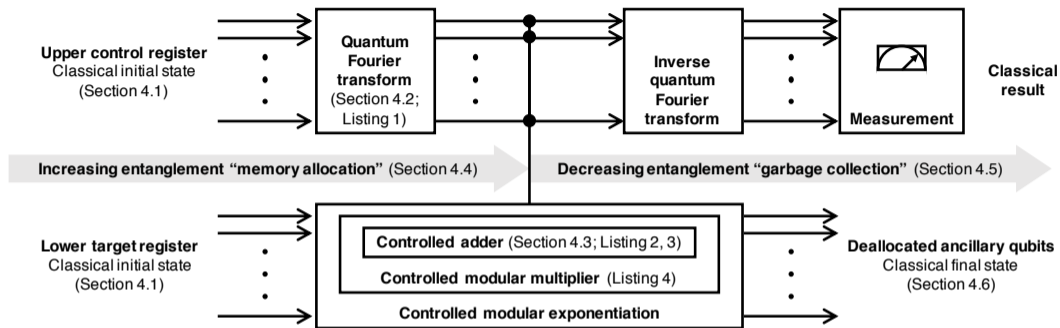 Upper control register
Classical initial state
(Section 4.1)
Quantum
Fourier
transform
(Section 4.2;
Listing 1)
Inverse
quantum
Fourier
transform
Measurement
Classical
result
Increasing entanglement “memory allocation” (Section 4.4)
Decreasing entanglement “garbage collection” (Section 4.5)
Lower target register
Classical initial state
(Section 4.1)
Controlled adder (Section 4.3; Listing 2, 3)
Controlled modular multiplier (Listing 4)
Controlled modular exponentiation
Deallocated ancillary qubits
Classical final state
(Section 4.6)